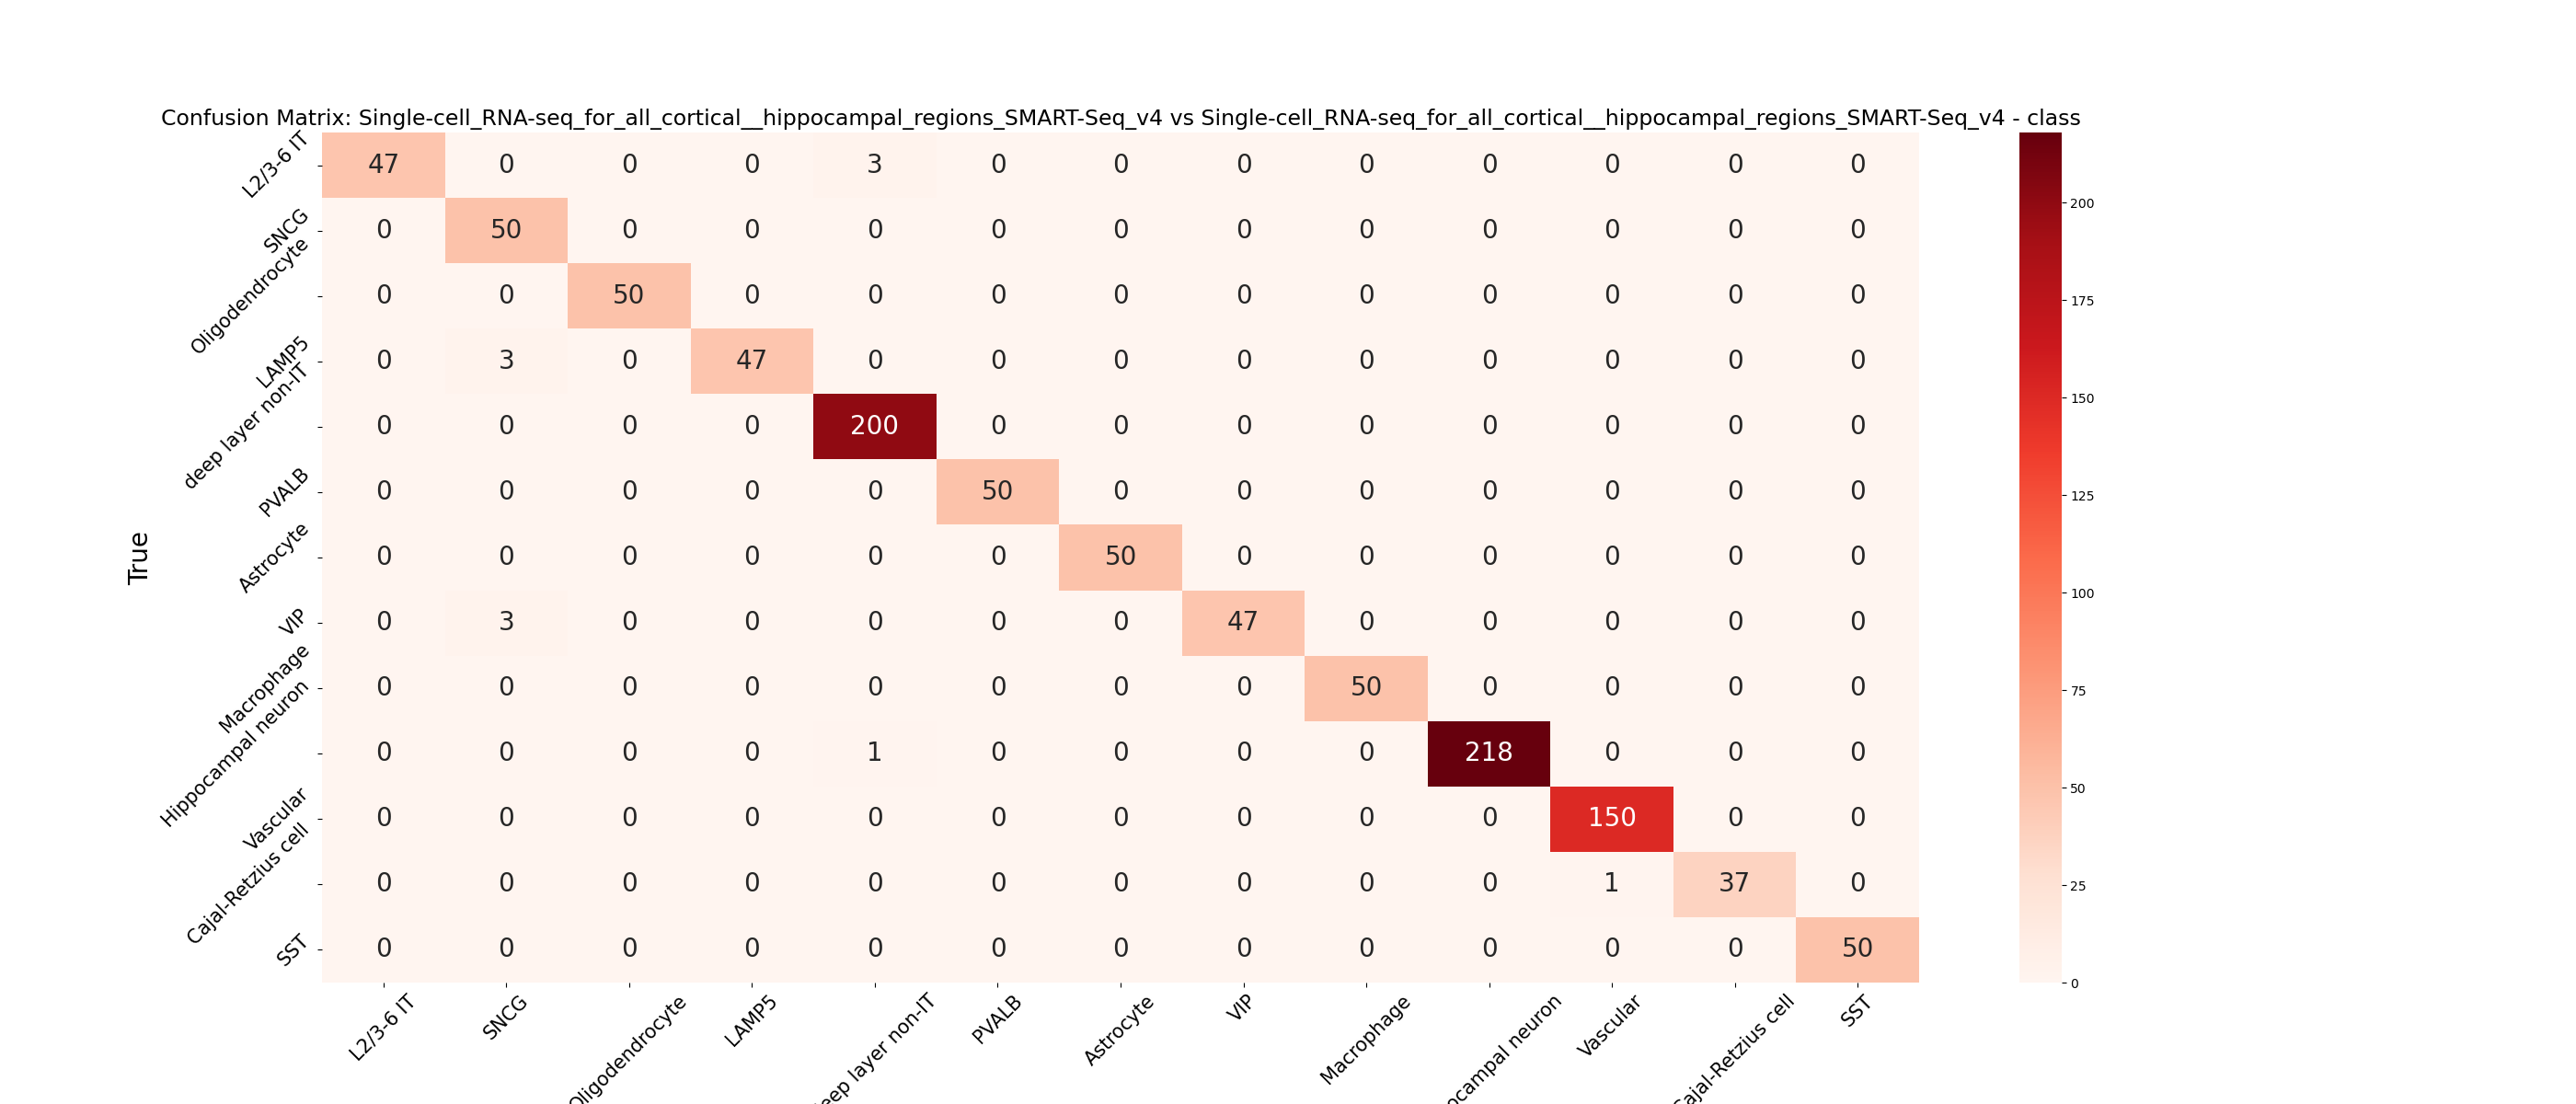 Confusion Matrix: Single-cell_RNA-seq_for_all_cortical__hippocampal_regions_SMART-Seq_v4 vs Single-cell_RNA-seq_for_all_cortical__hippocampal_regions_SMART-Seq_v4 - class
True
L2/3-6 IT 47 0 0 0 3 0 0 0 0 0 0 0 0
SNCG 0 50 0 0 0 0 0 0 0 0 0 0 0
Oligodendrocyte 0 0 50 0 0 0 0 0 0 0 0 0 0
LAMP5 0 3 0 47 0 0 0 0 0 0 0 0 0
deep layer non-IT 0 0 0 0 200 0 0 0 0 0 0 0 0
PVALB 0 0 0 0 0 50 0 0 0 0 0 0 0
Astrocyte 0 0 0 0 0 0 50 0 0 0 0 0 0
VIP 0 3 0 0 0 0 0 47 0 0 0 0 0
Macrophage 0 0 0 0 0 0 0 0 50 0 0 0 0
Hippocampal neuron 0 0 0 0 1 0 0 0 0 218 0 0 0
Vascular 0 0 0 0 0 0 0 0 0 0 150 0 0
Cajal-Retzius cell 0 0 0 0 0 0 0 0 0 0 1 37 0
SST 0 0 0 0 0 0 0 0 0 0 0 0 50
L2/3-6 IT
SNCG
Oligodendrocyte
LAMP5
eep layer non-IT
PVALB
Astrocyte
VIP
Macrophage
ocampal neuron
Vascular
Cajal-Retzius cell
SST
200
175
150
125
100
75
50
25
0